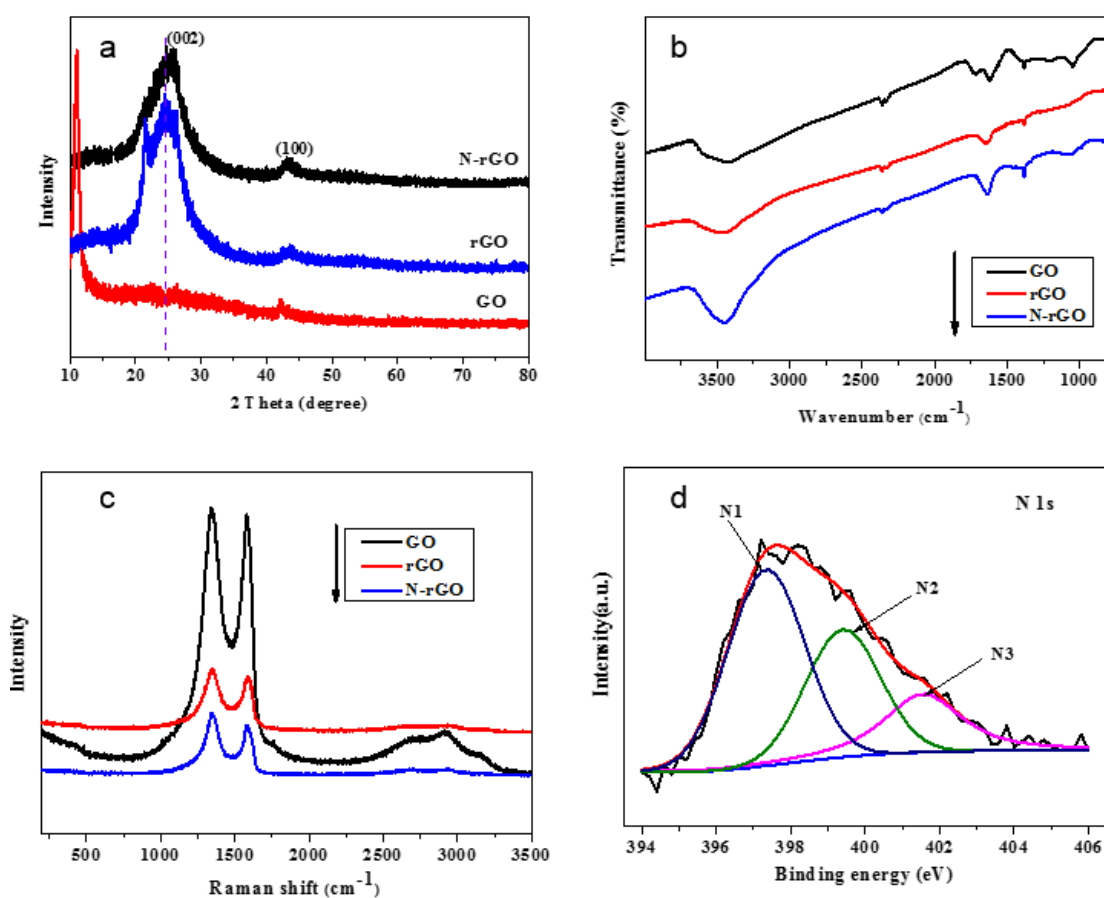 a
(002)
(100)
N-rGO
rGO
GO
Intensity
10 20 30 40 50 60 70 80
2 Theta (degree)
b
Transmittance (%)
GO
rGO
N-rGO
3500 3000 2500 2000 1500 1000
Wavenumber (cm-1)
c
GO
rGO
N-rGO
Intensity
500 1000 1500 2000 2500 3000 3500
Raman shift (cm-1)
d
N 1s
N1
N2
N3
Intensity(a.u.)
394 396 398 400 402 404 406
Binding energy (eV)